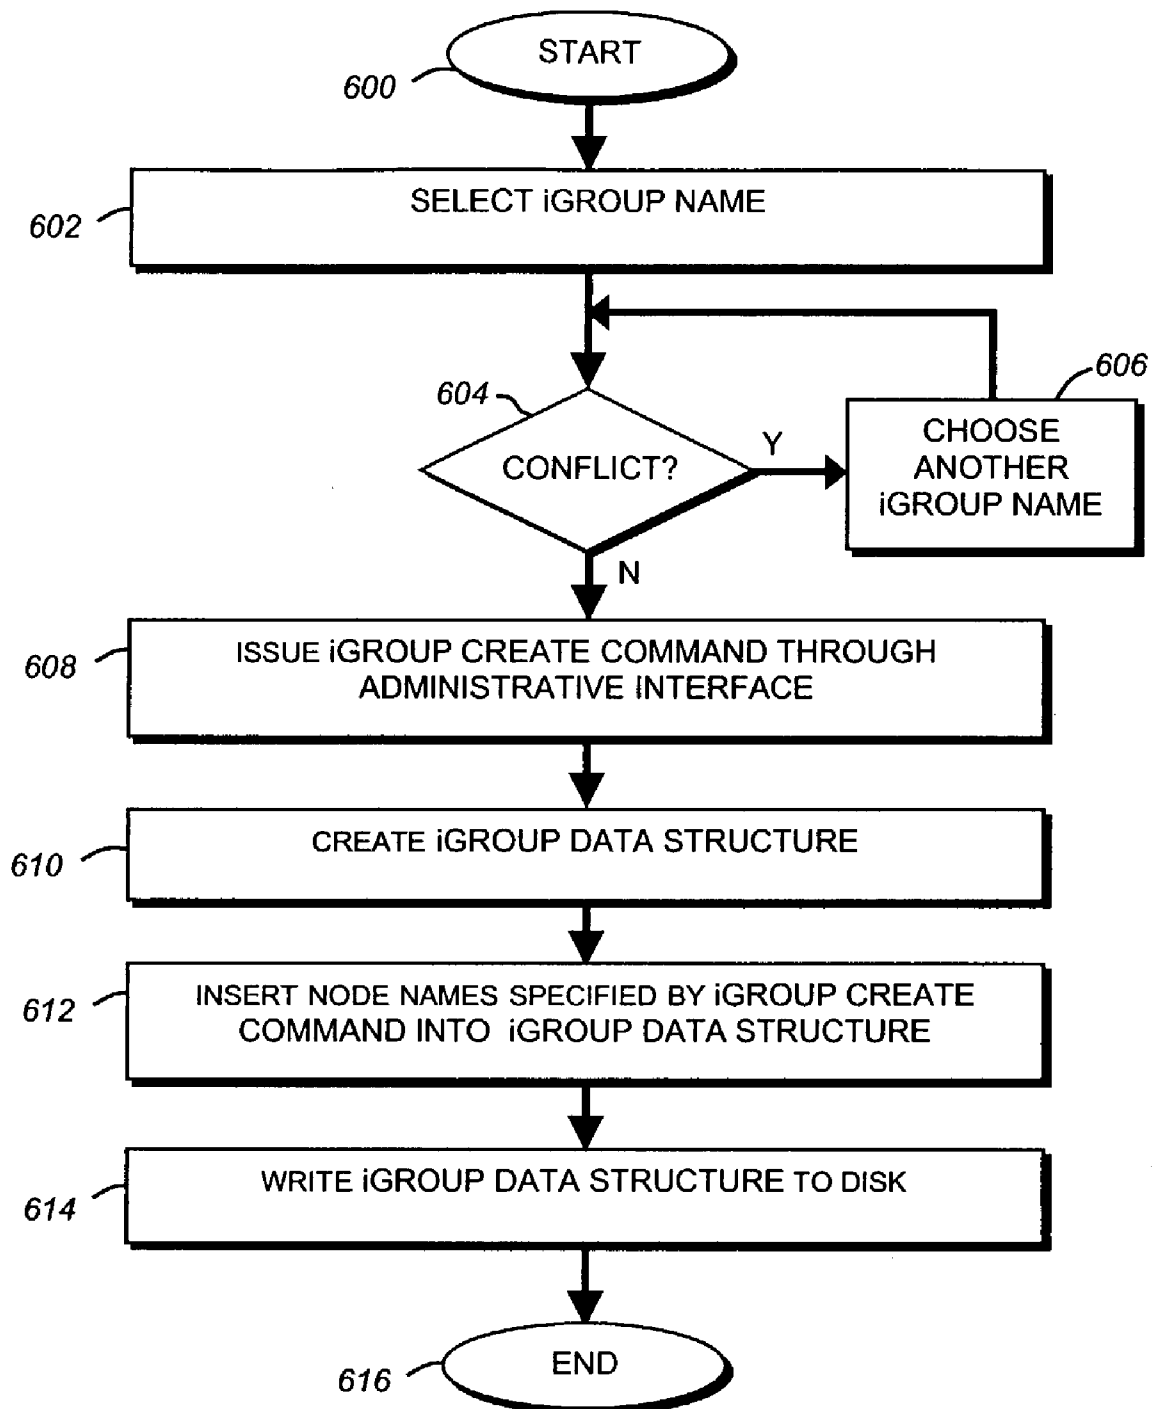 START
600
SELECT iGROUP NAME
602
604
606
CONFLICT?
Y
CHOOSE
ANOTHER
iGROUP NAME
N
608
ISSUE iGROUP CREATE COMMAND THROUGH
ADMINISTRATIVE INTERFACE
610
CREATE iGROUP DATA STRUCTURE
612
INSERT NODE NAMES SPECIFIED BY iGROUP CREATE
COMMAND INTO iGROUP DATA STRUCTURE
614
WRITE iGROUP DATA STRUCTURE TO DISK
END
616